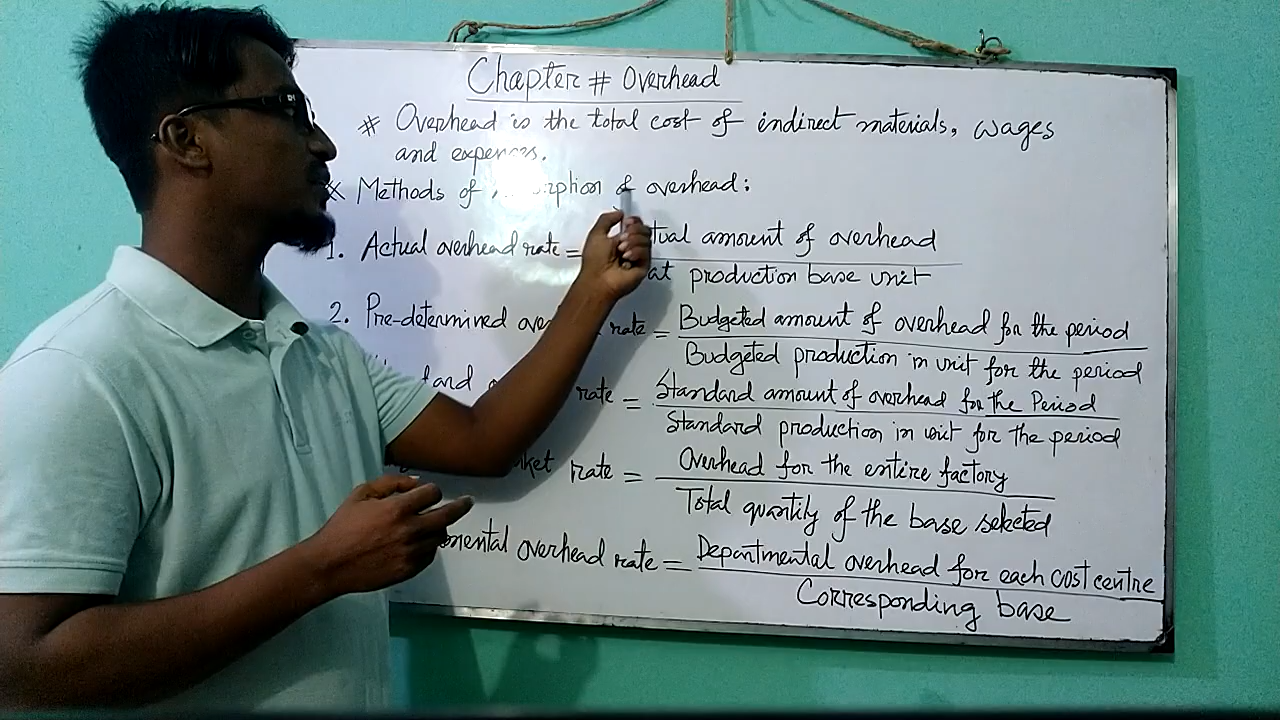 Chapter # Overhead
# Overhead is the total cost of indirect materials, wages
and expences.
Methods of of overhead:
1. Actual overhead rate = amount of overhead
production base unit
2. Pre-determined rate = Budgeted amount of overhead for the period
Budgeted production in unit for the period
rate = Standard amount of overhead for the Period
Standard production in unit for the period
rate = Overhead for the entire factory
Total quantity of the base selected
overhead rate = Departmental overhead for each cost centre
Corresponding base